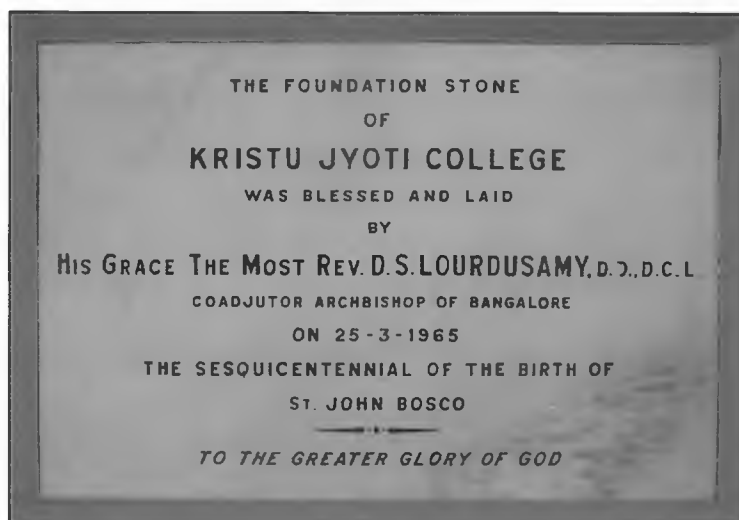 THE FOUNDATION STONE
OF
KRISTU JYOTI COLLEGE
WAS BLESSED AND LAID
BY
HIS GRACE THE MOST REV. D.S. LOURDUSAMY, D.D., D.C.L
COADJUTOR ARCHBISHOP OF BANGALORE
ON 25-3-1965
THE SESQUICENTENNIAL OF THE BIRTH OF
ST. JOHN BOSCO
TO THE GREATER GLORY OF GOD